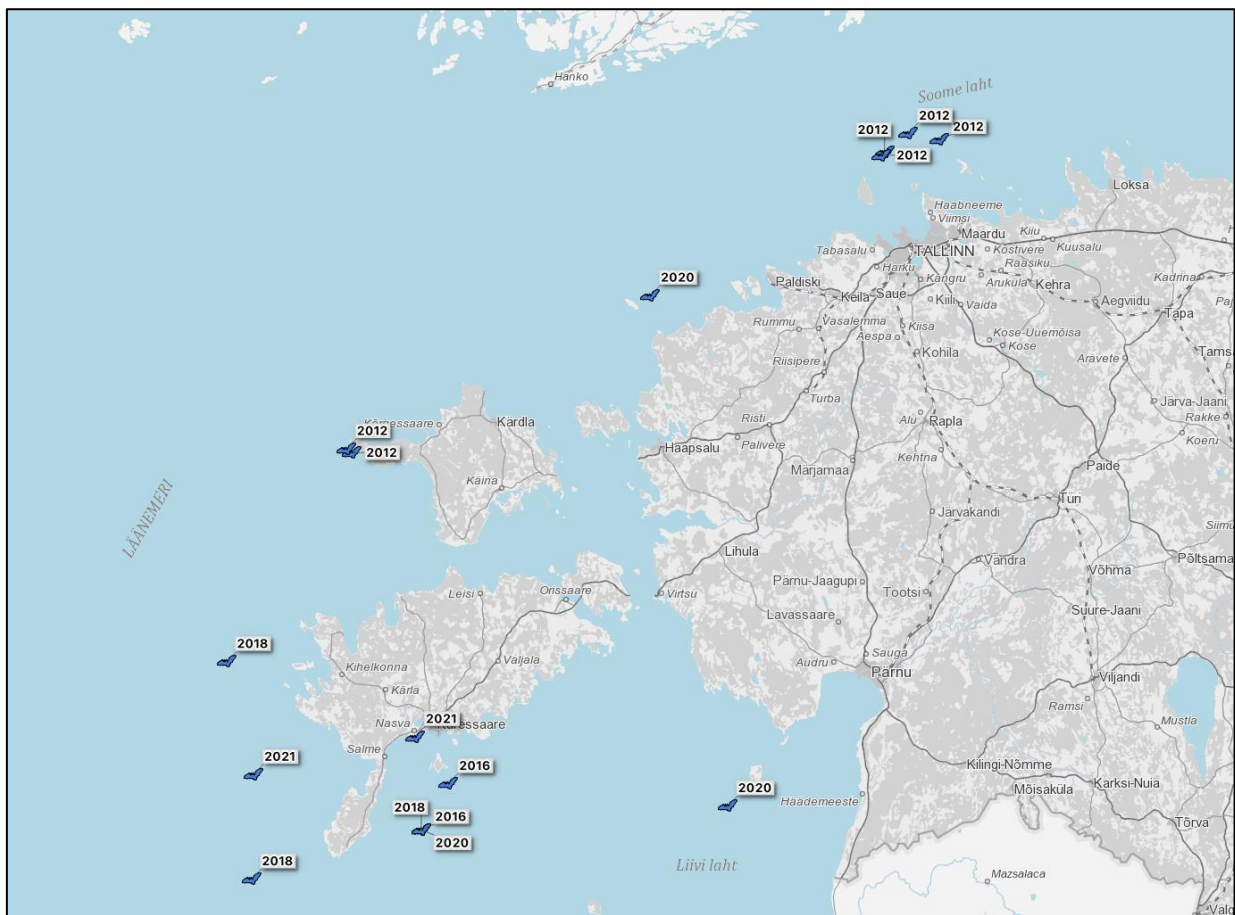 Hanko
Soome laht
2012
2012
2012
2012
Loksa
Haabneeme
Viimsi
Maardu
Kiiu
Kuusalu
Tabasalu
TALLINN
Kostivere
Raasiku
Harku
Kangru
Aruküla
Kehra
Kadrina
2020
Paldiski
Keila
Saue
Kiili
Vaida
Aegviidu
Tapa
Rummu
Vasalemma
Kiisa
Aespa
Kose-Uuemõisa
Kose
Kohila
Riisipere
Aravete
Turba
Järva-Jaani
Rakke
Koeru
Kärdla
Risti
Alu
Rapla
2012
2012
Haapsalu
Palivere
Märjamaa
Kehtna
Paide
Käina
Türi
LÄÄNEMERI
Järvakandi
Lihula
Vändra
Võhma
Leisi
Orissaare
Virtsu
Pärnu-Jaagupi
Tootsi
Lavassaare
Suure-Jaani
2018
Kihelkonna
Valjala
Audru
Sauga
Pärnu
Viljandi
Kärla
Ramsi
Mustla
Nasva
2021
Salme
2021
2016
Kilingi-Nõmme
Karksi-Nuia
Mõisaküla
2020
Häädemeeste
2018
2016
2020
Tõrva
2018
Liivi laht
Mazsalaca